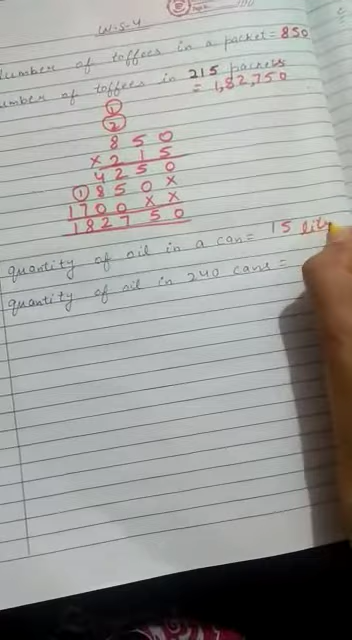 W-S-4
Number of toffees in a packet = 850
Number of toffees in 215 packets
= 1,82,750
1
2
8 5 0
× 2 1 5
4 2 5 0
1 8 5 0 ×
1 7 0 0 × ×
1 8 2 7 5 0
quantity of oil in a can = 15 lit
quantity of oil in 240 cans =